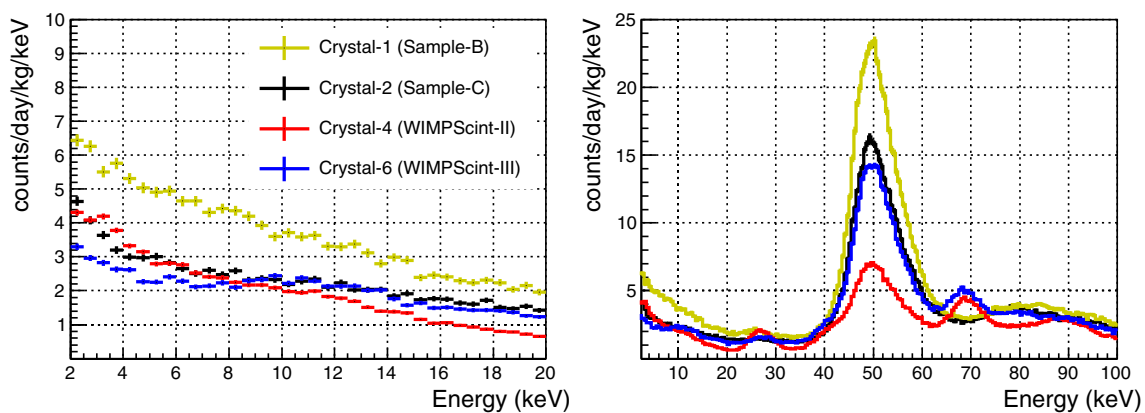 counts/day/kg/keV
10
9
8
7
6
5
4
3
2
1
Crystal-1 (Sample-B)
Crystal-2 (Sample-C)
Crystal-4 (WIMPScint-II)
Crystal-6 (WIMPScint-III)
2 4 6 8 10 12 14 16 18 20
Energy (keV)
counts/day/kg/keV
25
20
15
10
5
10 20 30 40 50 60 70 80 90 100
Energy (keV)